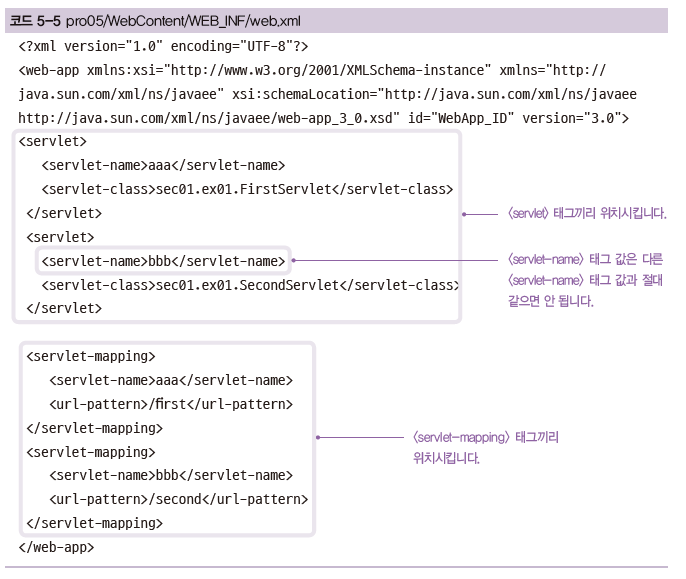 코드 5-5 pro05/WebContent/WEB_INF/web.xml
<?xml version="1.0" encoding="UTF-8"?>
<web-app xmlns:xsi="http://www.w3.org/2001/XMLSchema-instance" xmlns="http://
java.sun.com/xml/ns/javaee" xsi:schemaLocation="http://java.sun.com/xml/ns/javaee
http://java.sun.com/xml/ns/javaee/web-app_3_0.xsd" id="WebApp_ID" version="3.0">
<servlet>
<servlet-name>aaa</servlet-name>
<servlet-class>sec01.ex01.FirstServlet</servlet-class>
</servlet>
<servlet>
<servlet-name>bbb</servlet-name>
<servlet-class>sec01.ex01.SecondServlet</servlet-class>
</servlet>
〈servlet〉 태그끼리 위치시킵니다.
〈servlet-name〉 태그 값은 다른
〈servlet-name〉 태그 값과 절대
같으면 안 됩니다.
<servlet-mapping>
<servlet-name>aaa</servlet-name>
<url-pattern>/first</url-pattern>
</servlet-mapping>
<servlet-mapping>
<servlet-name>bbb</servlet-name>
<url-pattern>/second</url-pattern>
</servlet-mapping>
〈servlet-mapping〉 태그끼리
위치시킵니다.
</web-app>